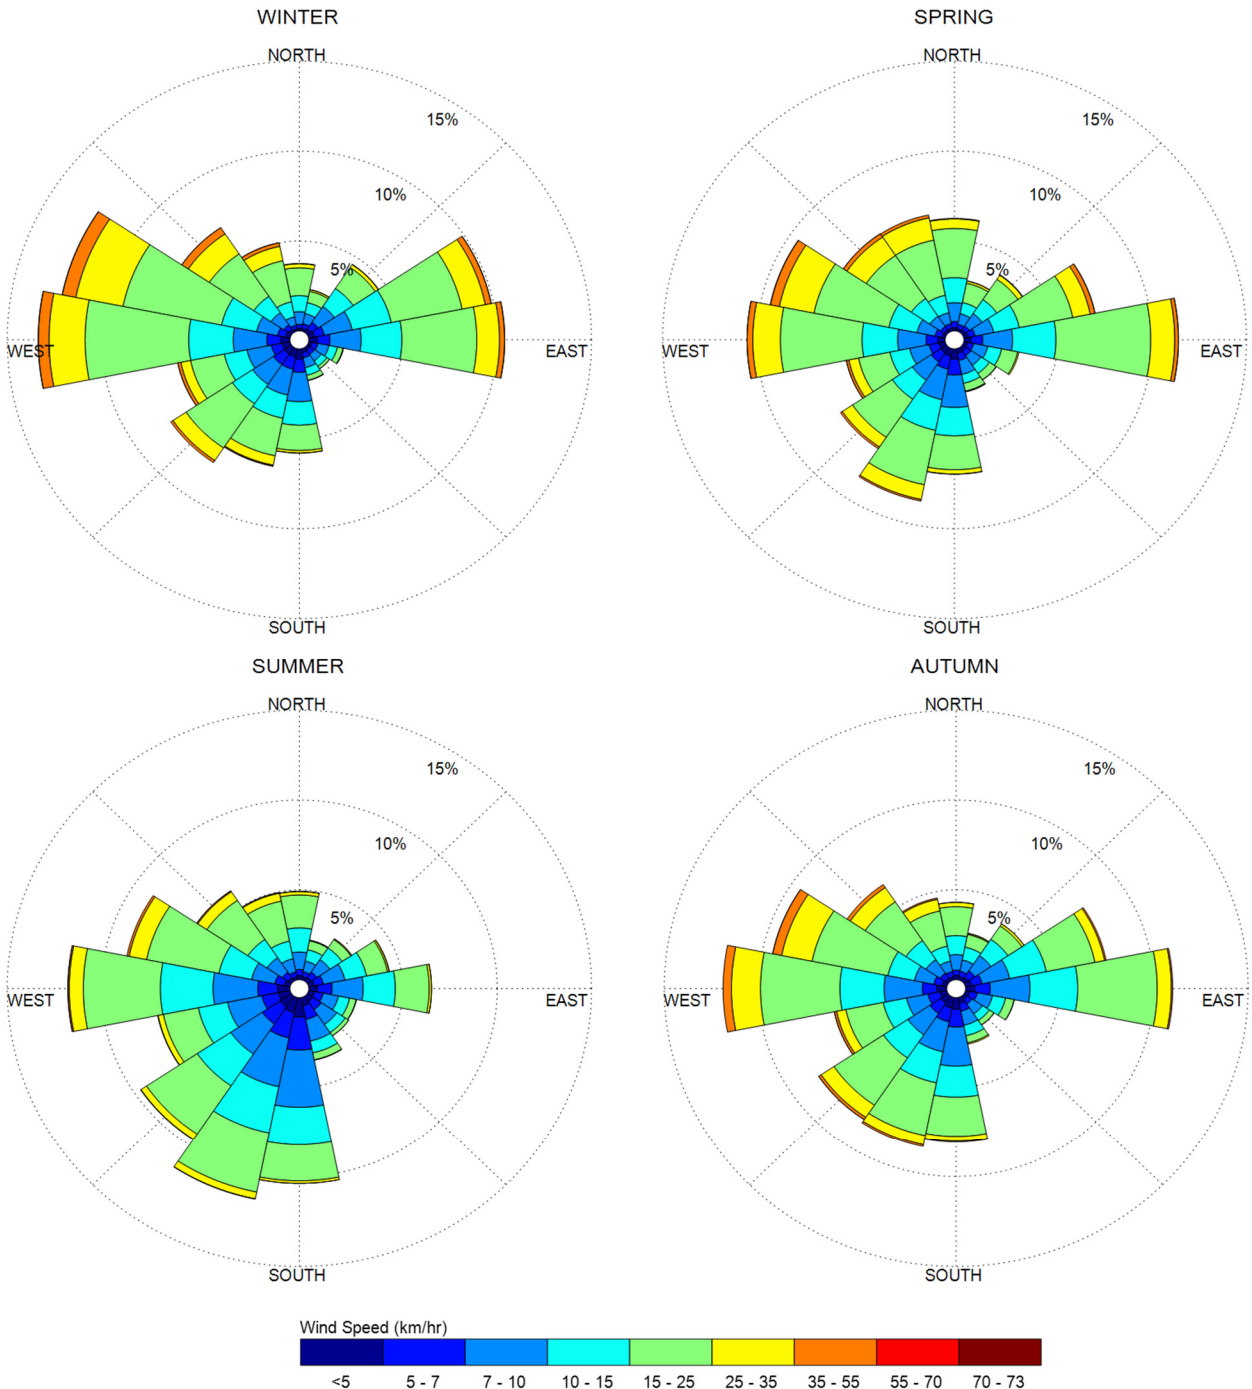 WINTER
SPRING
NORTH
NORTH
15%
15%
10%
10%
5%
5%
WEST
EAST
WEST
EAST
SOUTH
SOUTH
SUMMER
AUTUMN
NORTH
NORTH
15%
15%
10%
10%
5%
5%
WEST
EAST
WEST
EAST
SOUTH
SOUTH
Wind Speed (km/hr)
<5 5 - 7 7 - 10 10 - 15 15 - 25 25 - 35 35 - 55 55 - 70 70 - 73